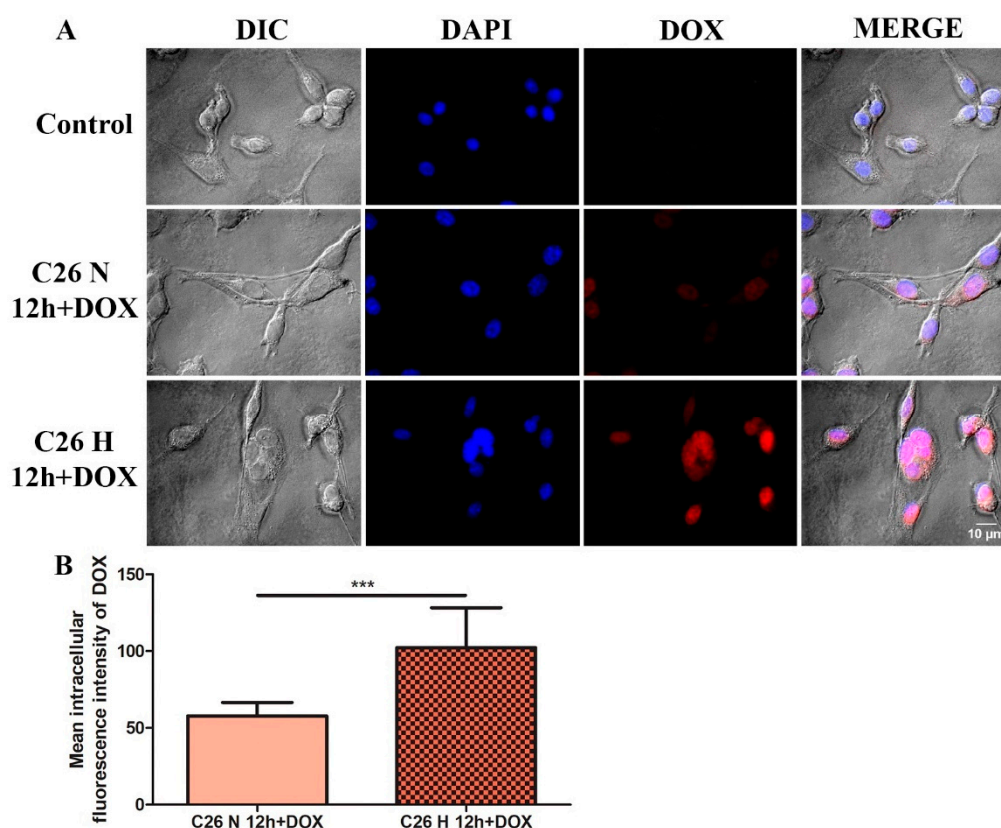 A
DIC DAPI DOX MERGE
Control
C26 N
12h+DOX
C26 H
12h+DOX
10 µm
B
Mean intracellular
fluorescence intensity of DOX
150
***
100
50
0
C26 N 12h+DOX C26 H 12h+DOX